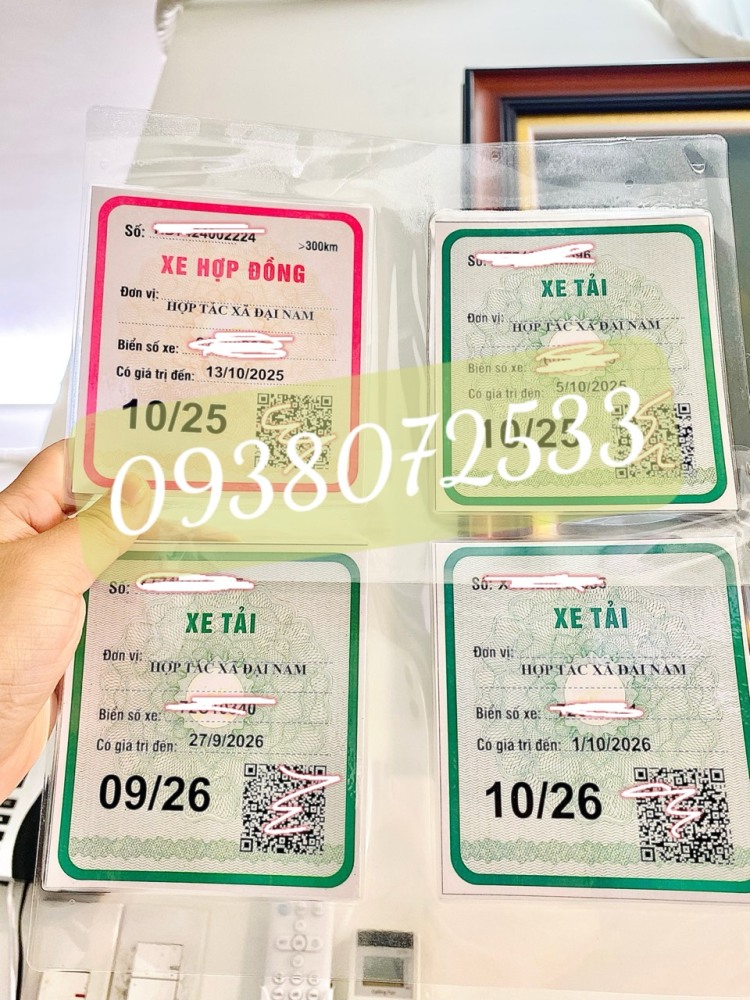 Số:
>300km
XE HỢP ĐỒNG
Đơn vị:
HỢP TÁC XÃ ĐẠI NAM
Biển số xe:
Có giá trị đến: 13/10/2025
10/25
Số:
XE TẢI
Đơn vị:
HỢP TÁC XÃ ĐẠI NAM
Biển số xe:
Có giá trị đến: 5/10/2025
10/25
0938072533
Số:
XE TẢI
Đơn vị:
HỢP TÁC XÃ ĐẠI NAM
Biển số xe:
Có giá trị đến: 27/9/2026
09/26
Số:
XE TẢI
Đơn vị:
HỢP TÁC XÃ ĐẠI NAM
Biển số xe:
Có giá trị đến: 1/10/2026
10/26